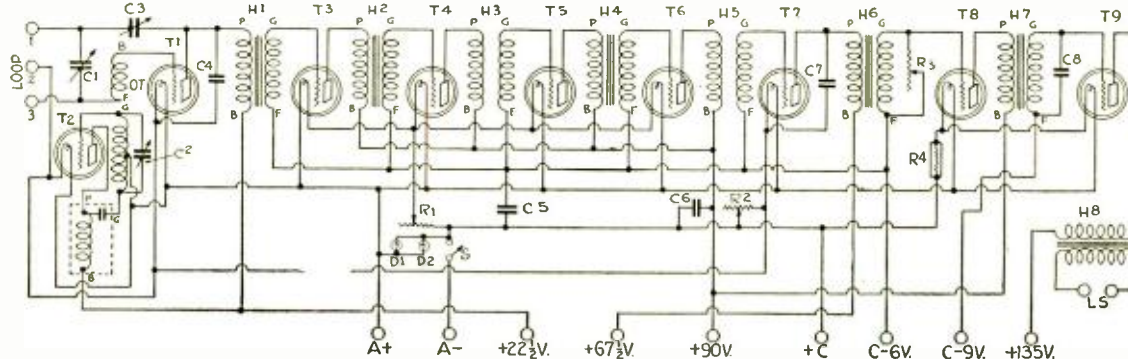 C3 H1 T3 H2 T4 H3 T5 H4 T6 H5 T7 H6 T8 H7 T9
P G P G P G P G P G
1 B T1 C4 C7 R3 C8
LOOP 2 C1 OT
3 F
G B F B F B F B F B F
T2 C2 R4
P G C5 C6 R2
R1 H8
D1 D2 S
B LS
A+ A- +22½V. +67½V. +90V. +C C-6V. C-9V. +135V.